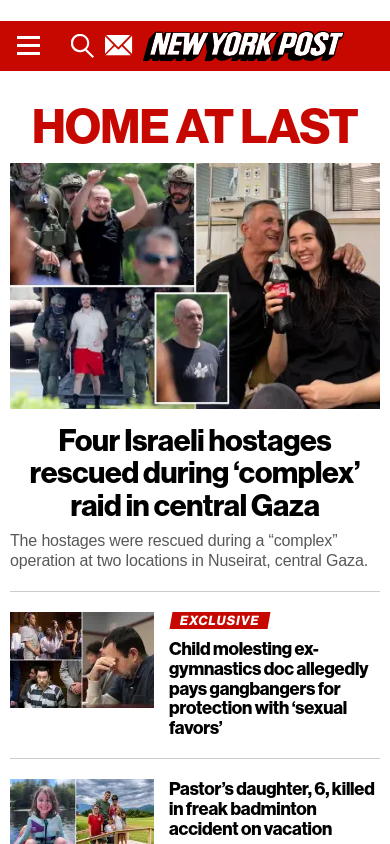 NEW YORK POST
HOME AT LAST
Four Israeli hostages
rescued during ‘complex’
raid in central Gaza
The hostages were rescued during a “complex”
operation at two locations in Nuseirat, central Gaza.
EXCLUSIVE
Child molesting ex-
gymnastics doc allegedly
pays gangbangers for
protection with ‘sexual
favors’
Pastor’s daughter, 6, killed
in freak badminton
accident on vacation